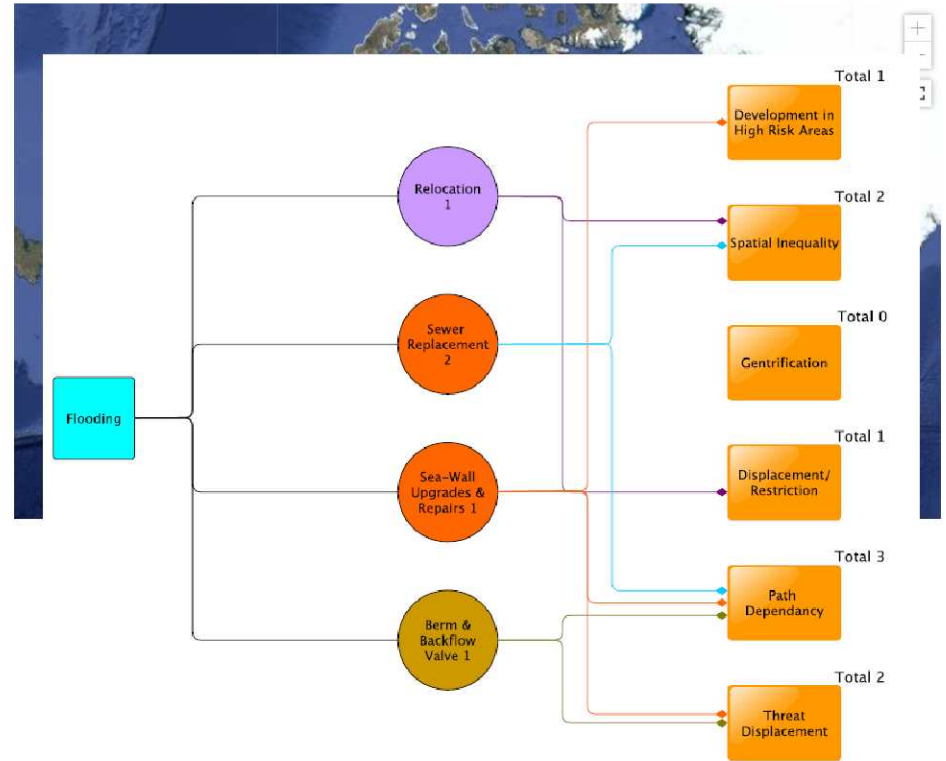 Total 1
Development in
High Risk Areas
Relocation
1
Total 2
Spatial Inequality
Sewer
Replacement
2
Total 0
Gentrification
Flooding
Total 1
Displacement/
Restriction
Sea-Wall
Upgrades &
Repairs 1
Total 3
Path
Dependancy
Berm &
Backflow
Valve 1
Total 2
Threat
Displacement